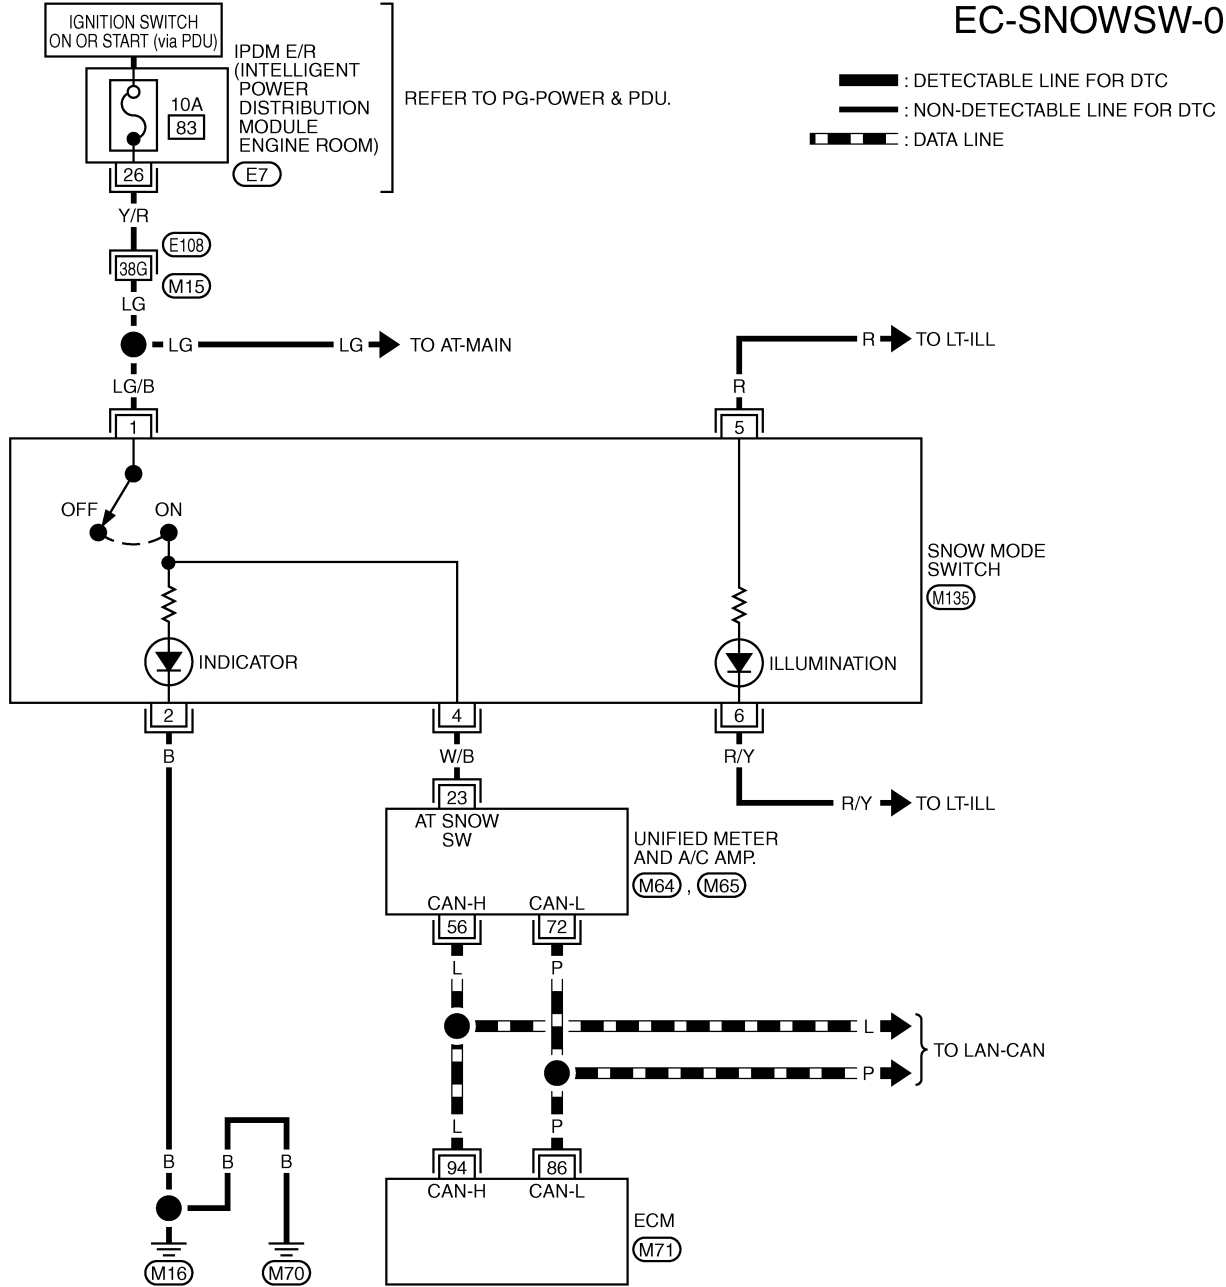 EC-SNOWSW-0
IGNITION SWITCH
ON OR START (via PDU)
IPDM E/R
(INTELLIGENT
POWER
DISTRIBUTION
MODULE
ENGINE ROOM)
10A
83
E7
REFER TO PG-POWER & PDU.
: DETECTABLE LINE FOR DTC
: NON-DETECTABLE LINE FOR DTC
: DATA LINE
26
Y/R
E108
38G
M15
LG
LG
LG
TO AT-MAIN
R
TO LT-ILL
LG/B
R
1
5
OFF
ON
SNOW MODE
SWITCH
M135
INDICATOR
ILLUMINATION
2
4
6
B
W/B
R/Y
23
R/Y
TO LT-ILL
AT SNOW
SW
UNIFIED METER
AND A/C AMP.
M64 , M65
CAN-H
CAN-L
56
72
L
P
L
TO LAN-CAN
P
L
P
B
B
B
94
86
CAN-H
CAN-L
ECM
M71
M16
M70